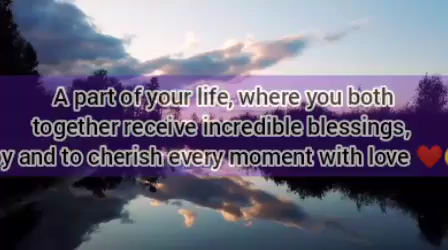 A part of your life, where you both
together receive incredible blessings,
and to cherish every moment with love ❤️